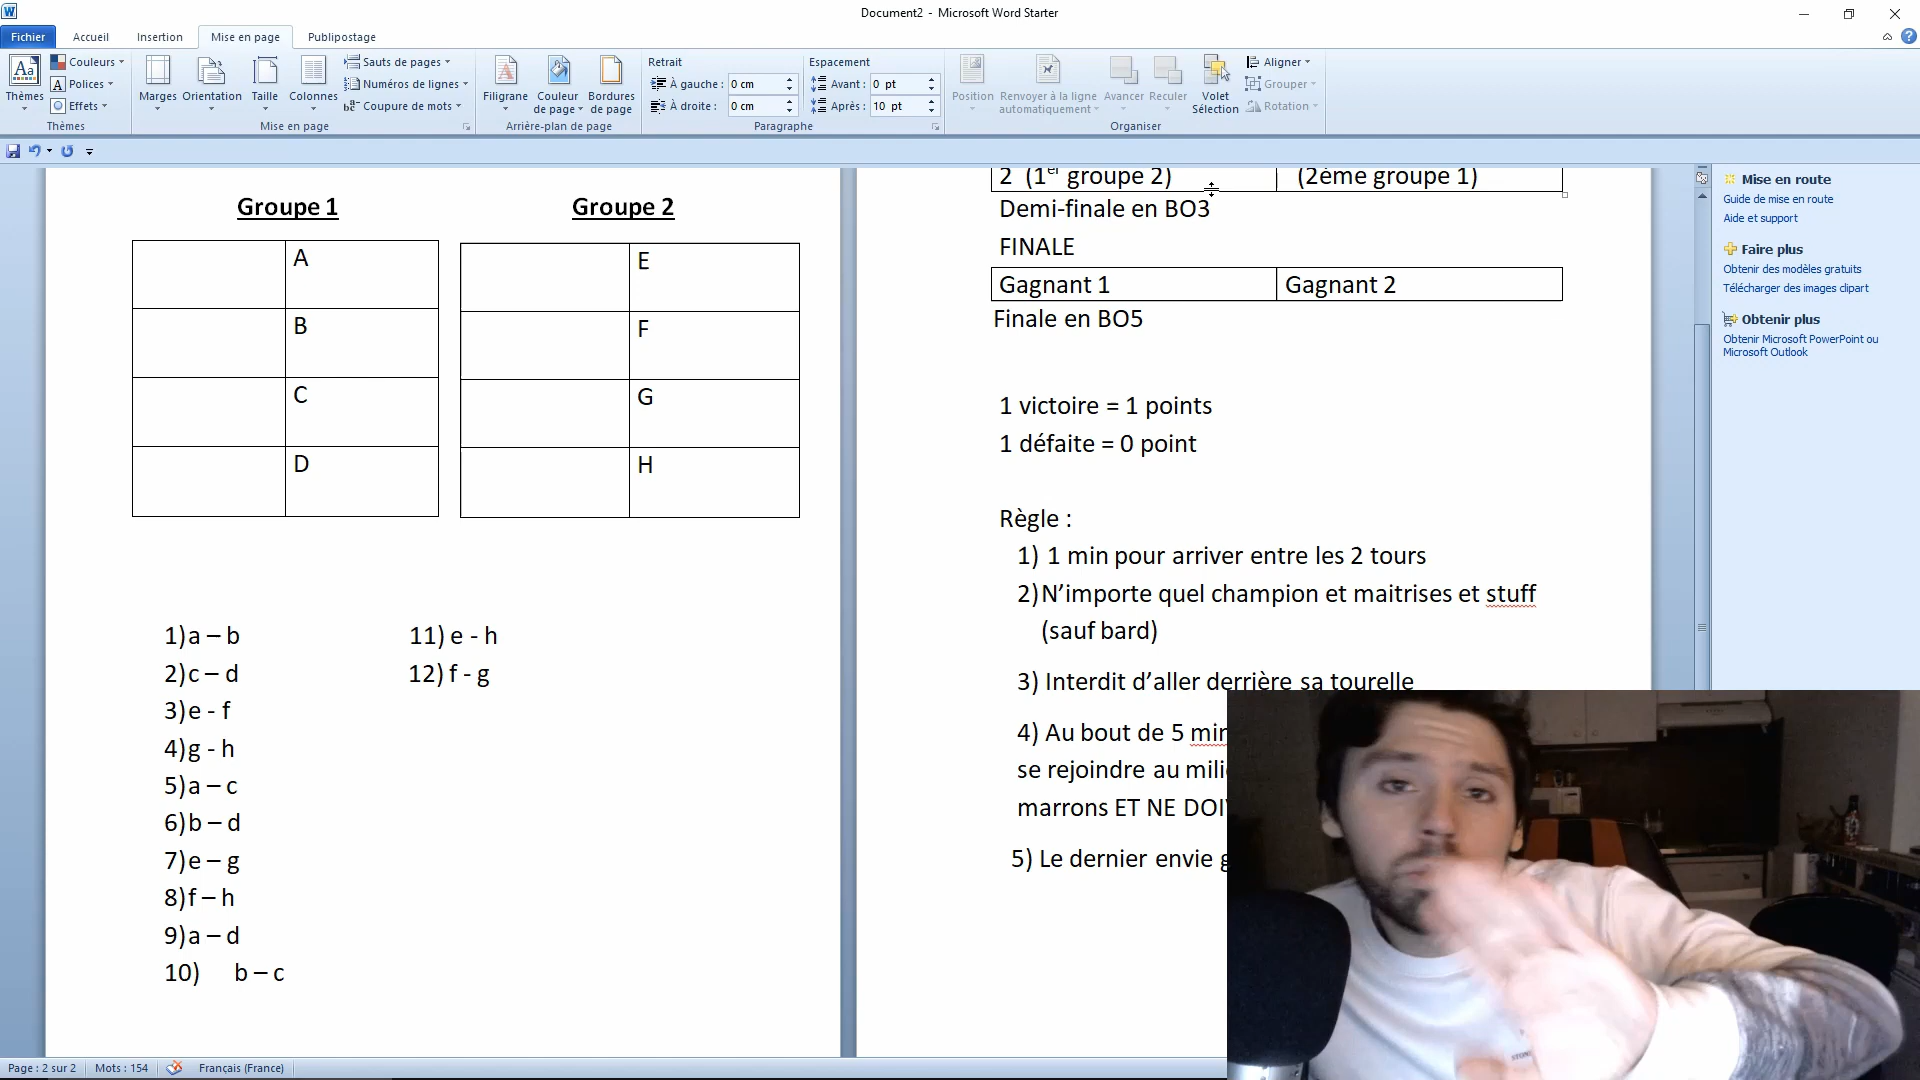 Document2 - Microsoft Word Starter
Fichier Accueil Insertion Mise en page Publipostage
Thèmes
Couleurs
Polices
Effets
Thèmes
Marges Orientation Taille Colonnes
Sauts de pages
Numéros de lignes
Coupure de mots
Mise en page
Filigrane Couleur de page Bordures de page
Arrière-plan de page
Retrait Espacement
À gauche : 0 cm Avant : 0 pt
À droite : 0 cm Après : 10 pt
Paragraphe
Position Renvoyer à la ligne automatiquement Avancer Reculer Volet Sélection
Aligner
Grouper
Rotation
Organiser
Groupe 1 Groupe 2
A E
B F
C G
D H
1) a – b
2) c – d
3) e - f
4) g - h
5) a – c
6) b – d
7) e – g
8) f – h
9) a – d
10) b – c
11) e - h
12) f - g
2 (1er groupe 2) (2ème groupe 1)
Demi-finale en BO3
FINALE
Gagnant 1 Gagnant 2
Finale en BO5
1 victoire = 1 points
1 défaite = 0 point
Règle :
1) 1 min pour arriver entre les 2 tours
2) N’importe quel champion et maitrises et stuff
(sauf bard)
3) Interdit d’aller derrière sa tourelle
4) Au bout de 5
se rejoindre au
marrons ET NE
5) Le dernier envie
Mise en route
Guide de mise en route
Aide et support
Faire plus
Obtenir des modèles gratuits
Télécharger des images clipart
Obtenir plus
Obtenir Microsoft PowerPoint ou
Microsoft Outlook
Page : 2 sur 2 Mots : 154 Français (France)